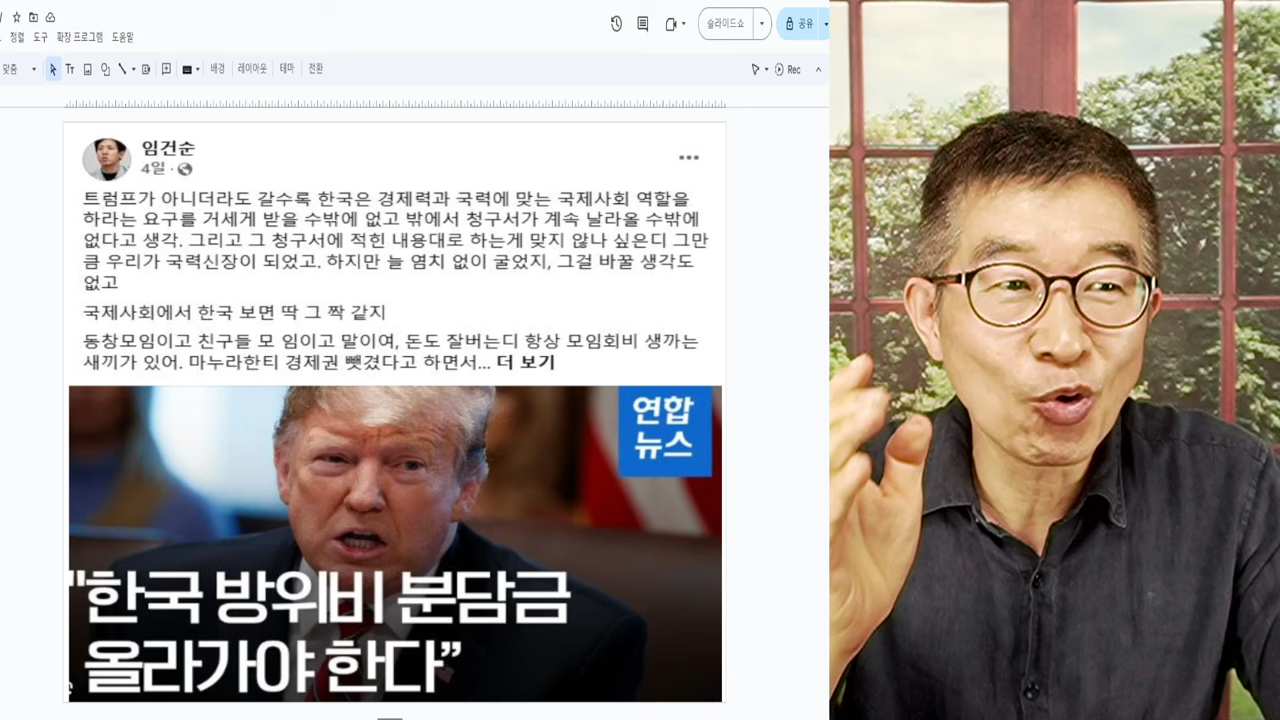 정렬 도구 확장 프로그램 도움말
슬라이드쇼
공유
맞춤
배경 레이아웃 테마 전환
Rec
임건순
4일 ·
트럼프가 아니더라도 갈수록 한국은 경제력과 국력에 맞는 국제사회 역할을
하라는 요구를 거세게 받을 수밖에 없고 밖에서 청구서가 계속 날라올 수밖에
없다고 생각. 그리고 그 청구서에 적힌 내용대로 하는게 맞지 않나 싶은디 그만
큼 우리가 국력신장이 되었고. 하지만 늘 염치 없이 굴었지, 그걸 바꿀 생각도
없고
국제사회에서 한국 보면 딱 그 짝 같지
동창모임이고 친구들 모 임이고 말이여, 돈도 잘버는디 항상 모임회비 생까는
새끼가 있어. 마누라한티 경제권 뺏겼다고 하면서... 더 보기
연합
뉴스
"한국 방위비 분담금
올라가야 한다”